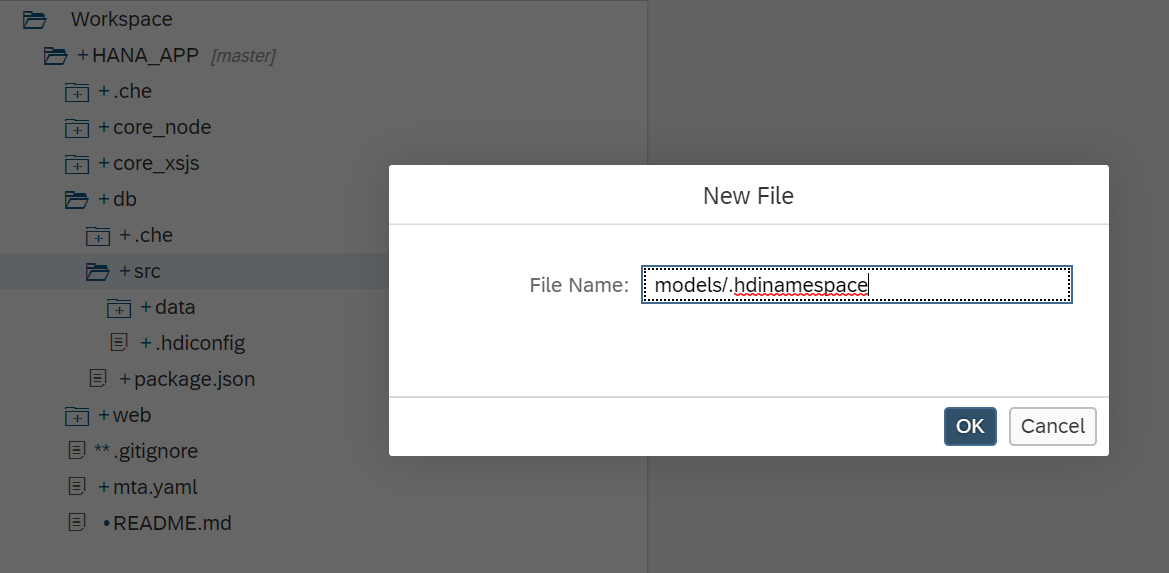 Workspace
+ HANA_APP [master]
+ .che
+ core_node
+ core_xsjs
+ db
+ .che
+ src
+ data
+ .hdiconfig
+ package.json
+ web
** .gitignore
+ mta.yaml
• README.md
New File
File Name: models/.hdinamespace
OK Cancel